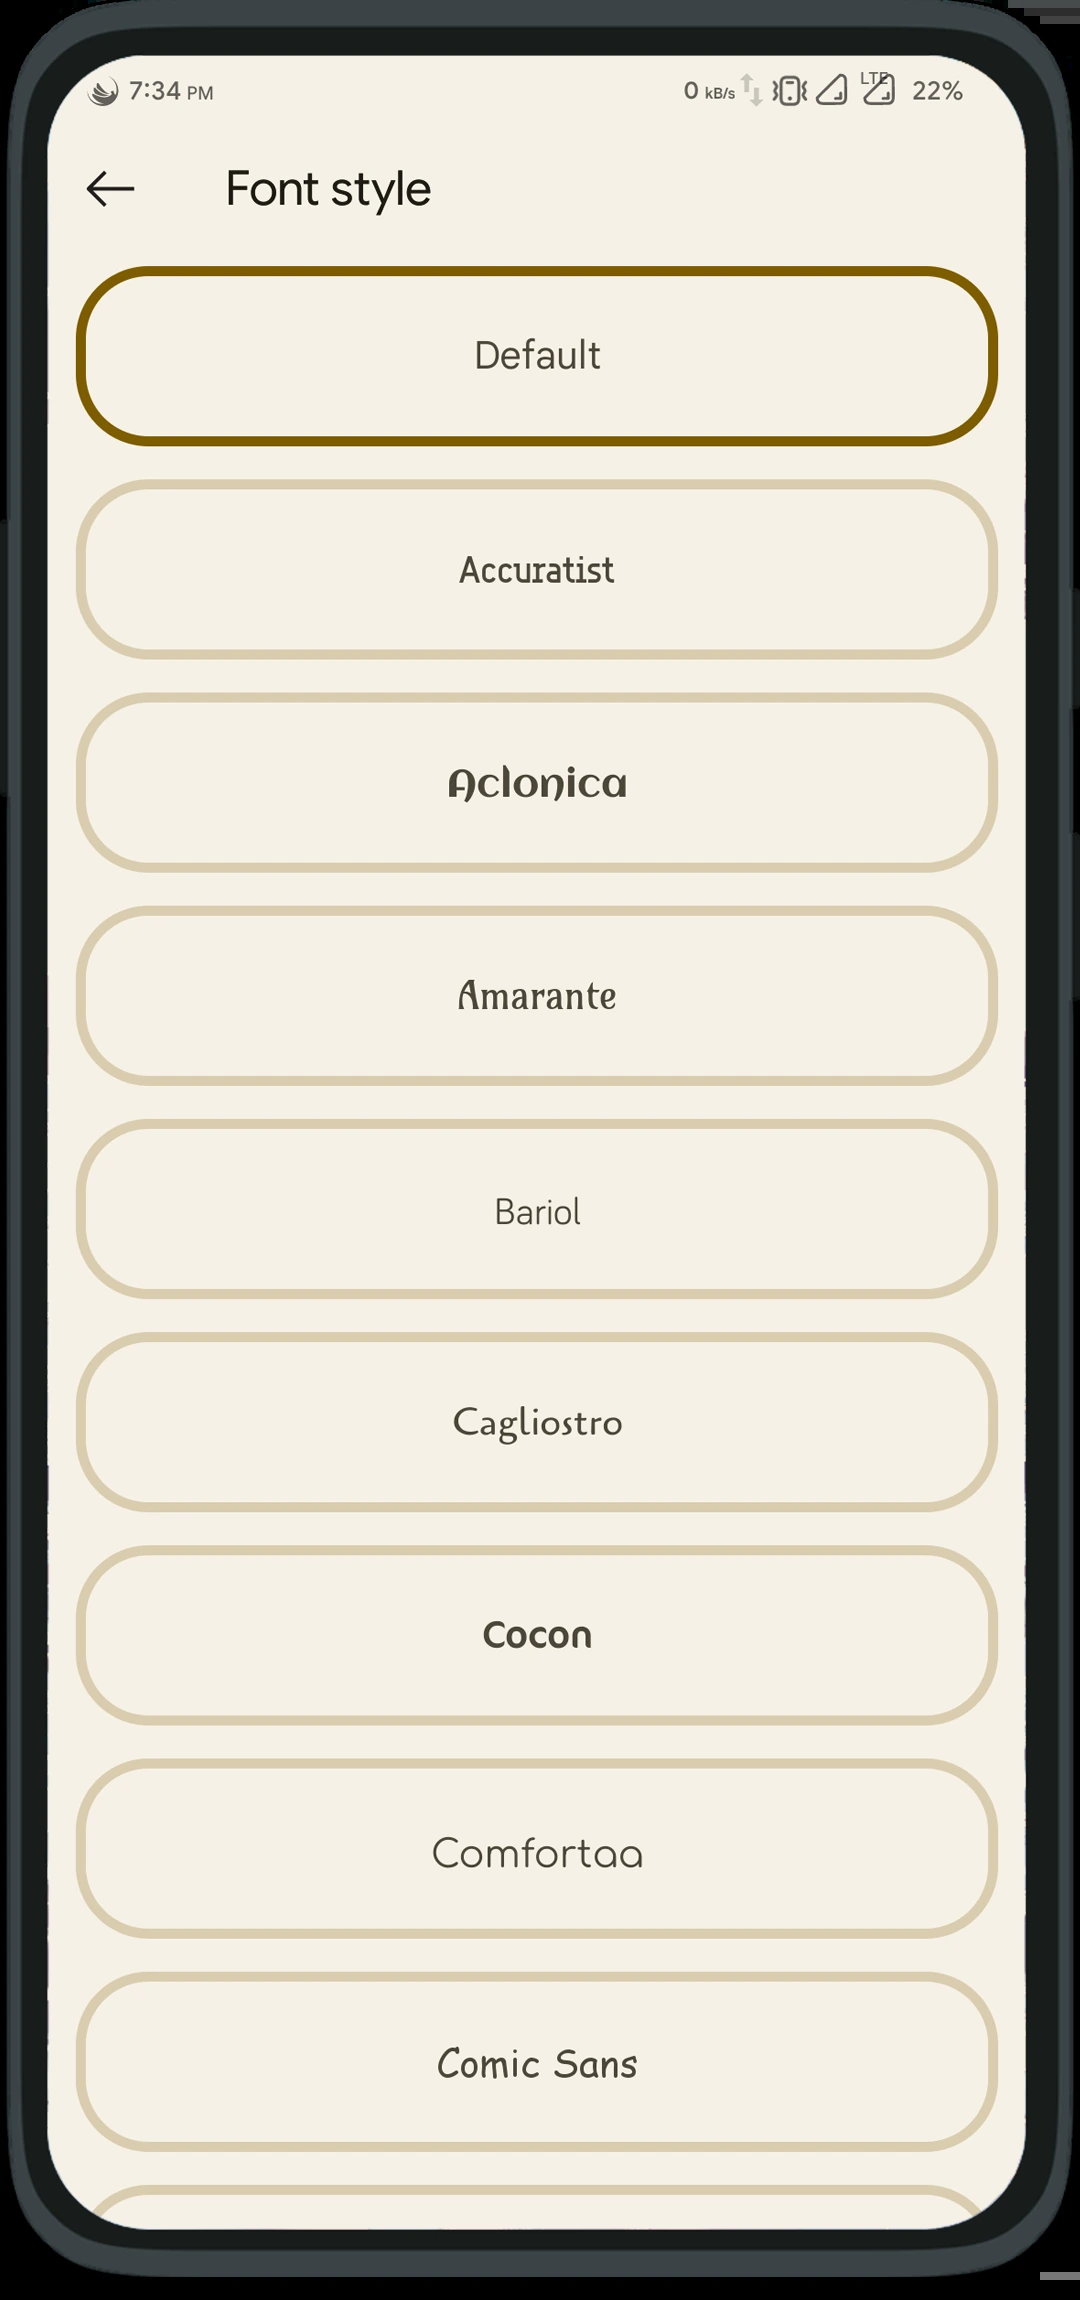 7:34 PM 0 kB/s LTE 22%
Font style
Default
Accuratist
Aclonica
Amarante
Bariol
Cagliostro
Cocon
Comfortaa
Comic Sans